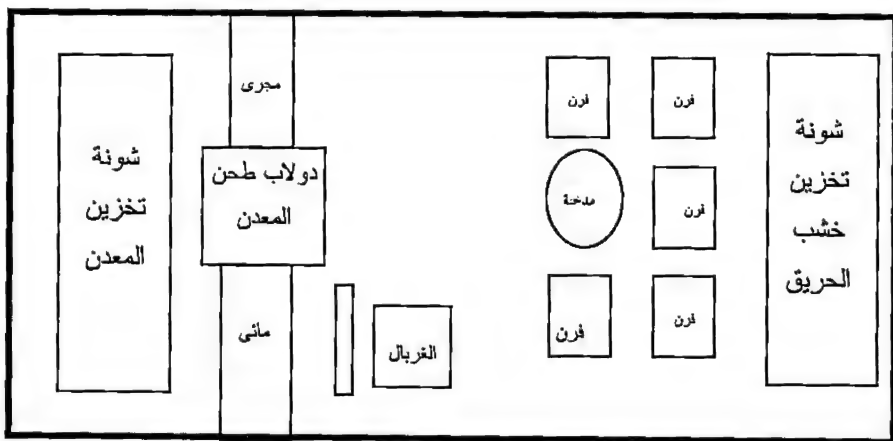 شونة
تخزين
خشب
الحريق
فرن
فرن
فرن
مدخنة
فرن
فرن
الغربال
مجرى
دولاب طحن
المعدن
مائى
شونة
تخزين
المعدن